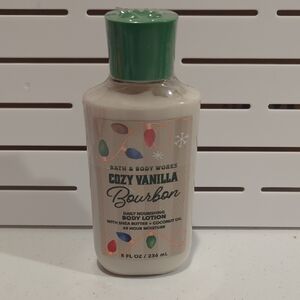 BATH & BODY WORKS
COZY VANILLA
Bourbon
DAILY NOURISHING
BODY LOTION
WITH SHEA BUTTER + COCONUT OIL
48 HOUR MOISTURE
8 FL OZ / 236 mL